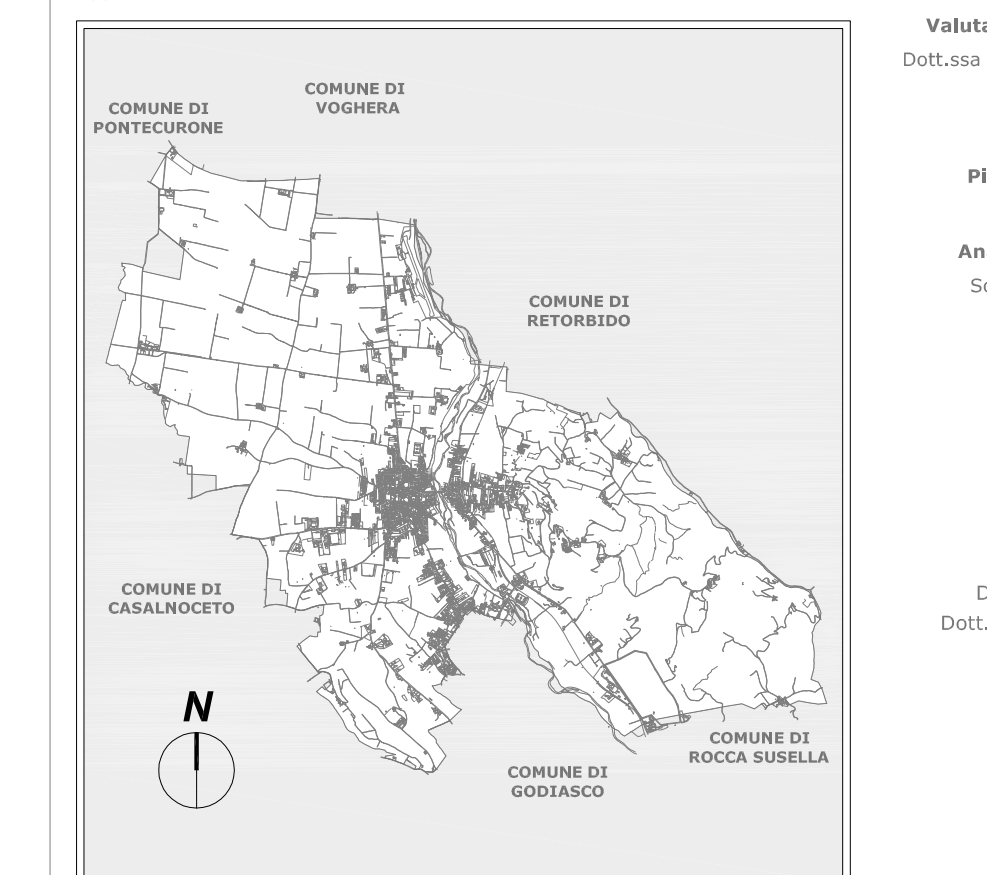 COMUNE DI
VOGHERA
COMUNE DI
PONTECURONE
COMUNE DI
RETORBIDO
COMUNE DI
CASALNOCETO
N
COMUNE DI
ROCCA SUSELLA
COMUNE DI
GODIASCO
Dott.ssa
Dott.